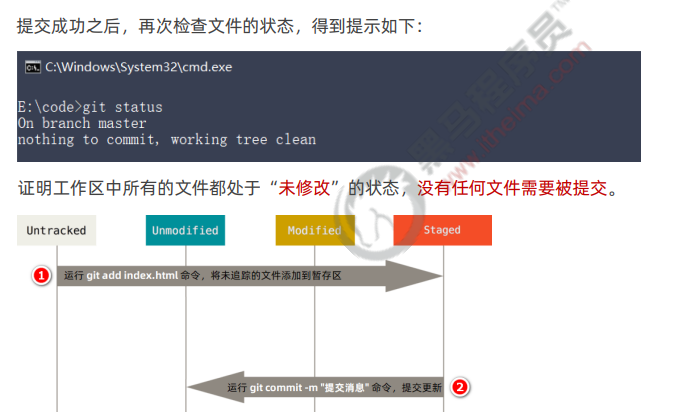 提交成功之后，再次检查文件的状态，得到提示如下：
C:\Windows\System32\cmd.exe
E:\code>git status
On branch master
nothing to commit, working tree clean
证明工作区中所有的文件都处于“未修改”的状态，没有任何文件需要被提交。
Untracked Unmodified Modified Staged
1 运行 git add index.html 命令，将未追踪的文件添加到暂存区
运行 git commit -m "提交消息" 命令，提交更新 2
黑马程序员
www.itheima.com